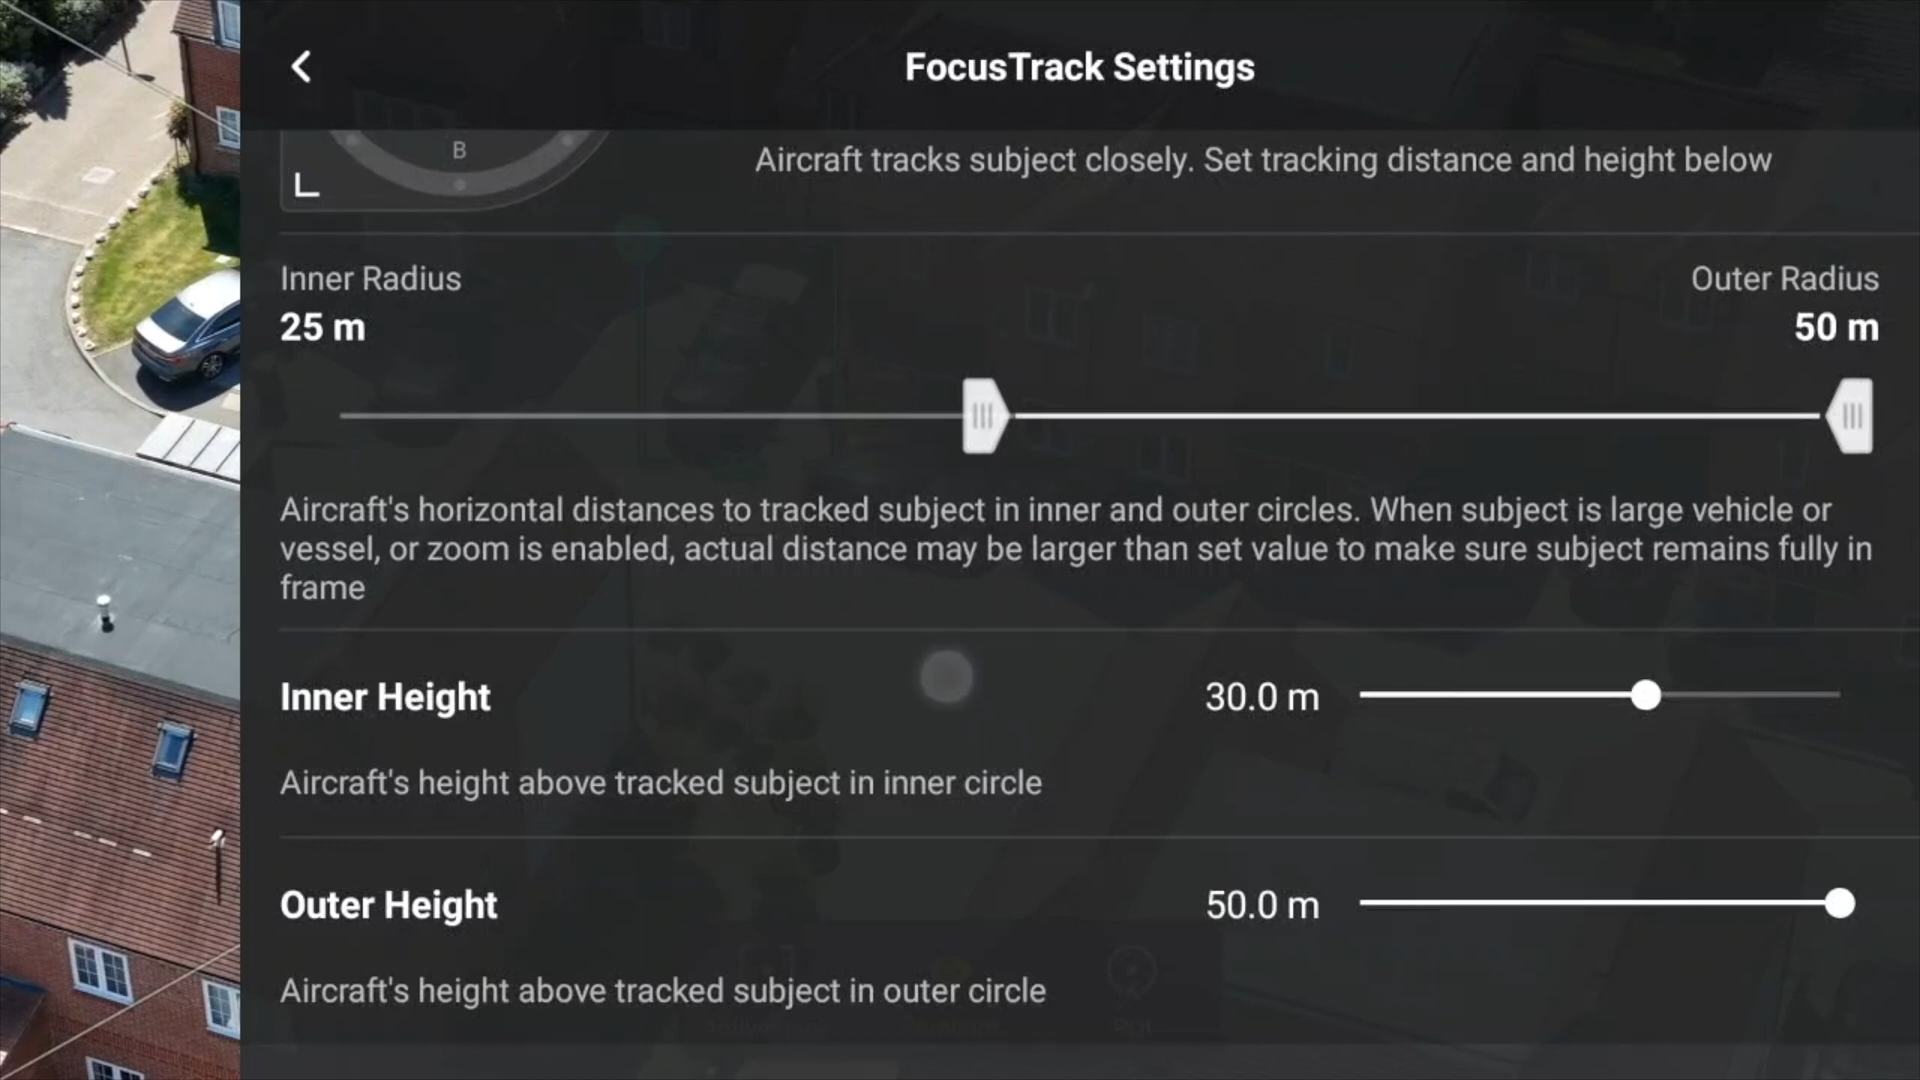 FocusTrack Settings
B
Aircraft tracks subject closely. Set tracking distance and height below
Inner Radius
Outer Radius
25 m
50 m
Aircraft's horizontal distances to tracked subject in inner and outer circles. When subject is large vehicle or
vessel, or zoom is enabled, actual distance may be larger than set value to make sure subject remains fully in
frame
Inner Height
30.0 m
Aircraft's height above tracked subject in inner circle
Outer Height
50.0 m
Aircraft's height above tracked subject in outer circle